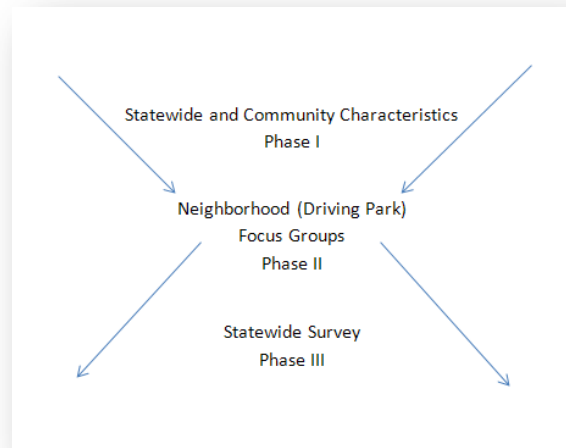 Statewide and Community Characteristics
Phase I
Neighborhood (Driving Park)
Focus Groups
Phase II
Statewide Survey
Phase III